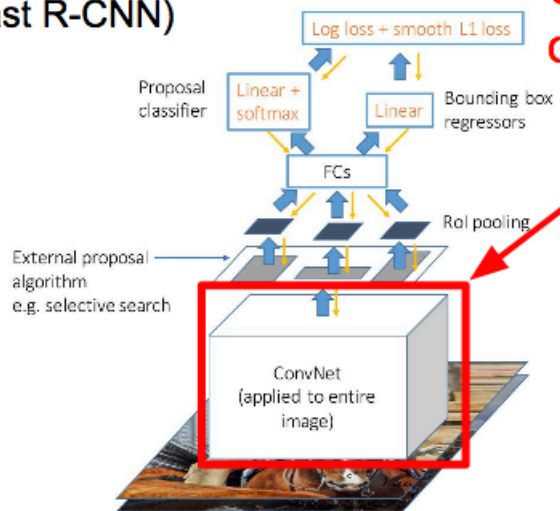 ast R-CNN)
Log loss + smooth L1 loss
Proposal
classifier
Linear +
softmax
Linear
Bounding box
regressors
FCs
RoI pooling
External proposal
algorithm
e.g. selective search
ConvNet
(applied to entire
image)